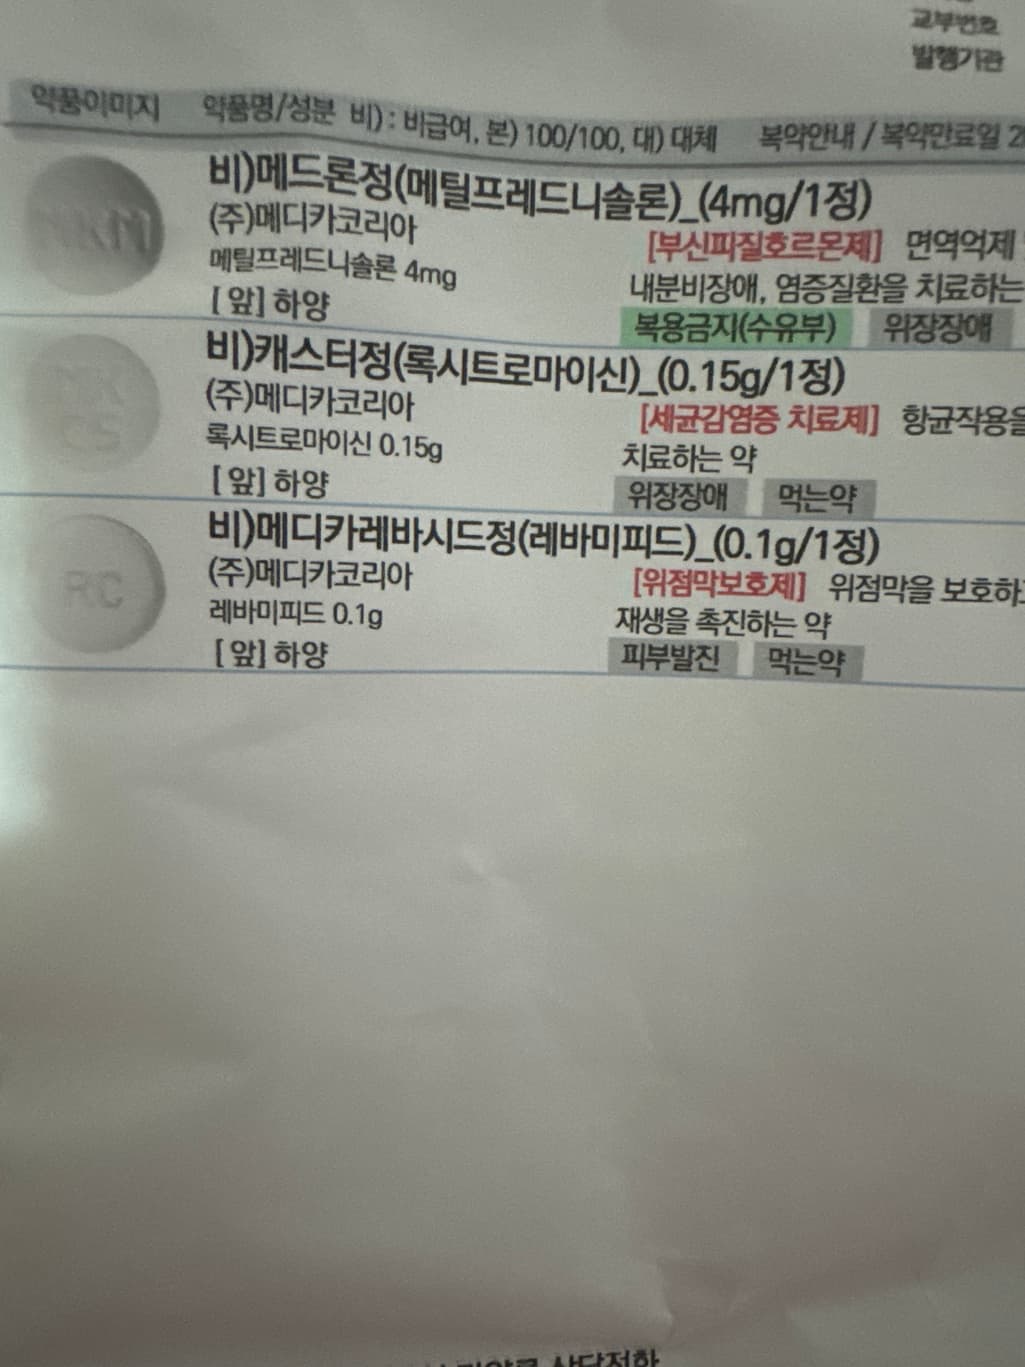 교부번호
발행기관
약품이미지 약품명/성분 비) : 비급여, 본) 100/100, 대) 대체 복약안내 / 복약만료일
비)메드론정(메틸프레드니솔론)_(4mg/1정)
(주)메디카코리아
[부신피질호르몬제] 면역억제
메틸프레드니솔론 4mg
내분비장애, 염증질환을 치료하는
[앞] 하양
복용금지(수유부) 위장장애
비)캐스터정(록시트로마이신)_(0.15g/1정)
MK
CS
(주)메디카코리아
[세균감염증 치료제] 항균작용을
록시트로마이신 0.15g
치료하는 약
[앞] 하양
위장장애 먹는약
비)메디카레바시드정(레바미피드)_(0.1g/1정)
RC
(주)메디카코리아
[위점막보호제] 위점막을 보호하
레바미피드 0.1g
재생을 촉진하는 약
[앞] 하양
피부발진 먹는약
상담전화